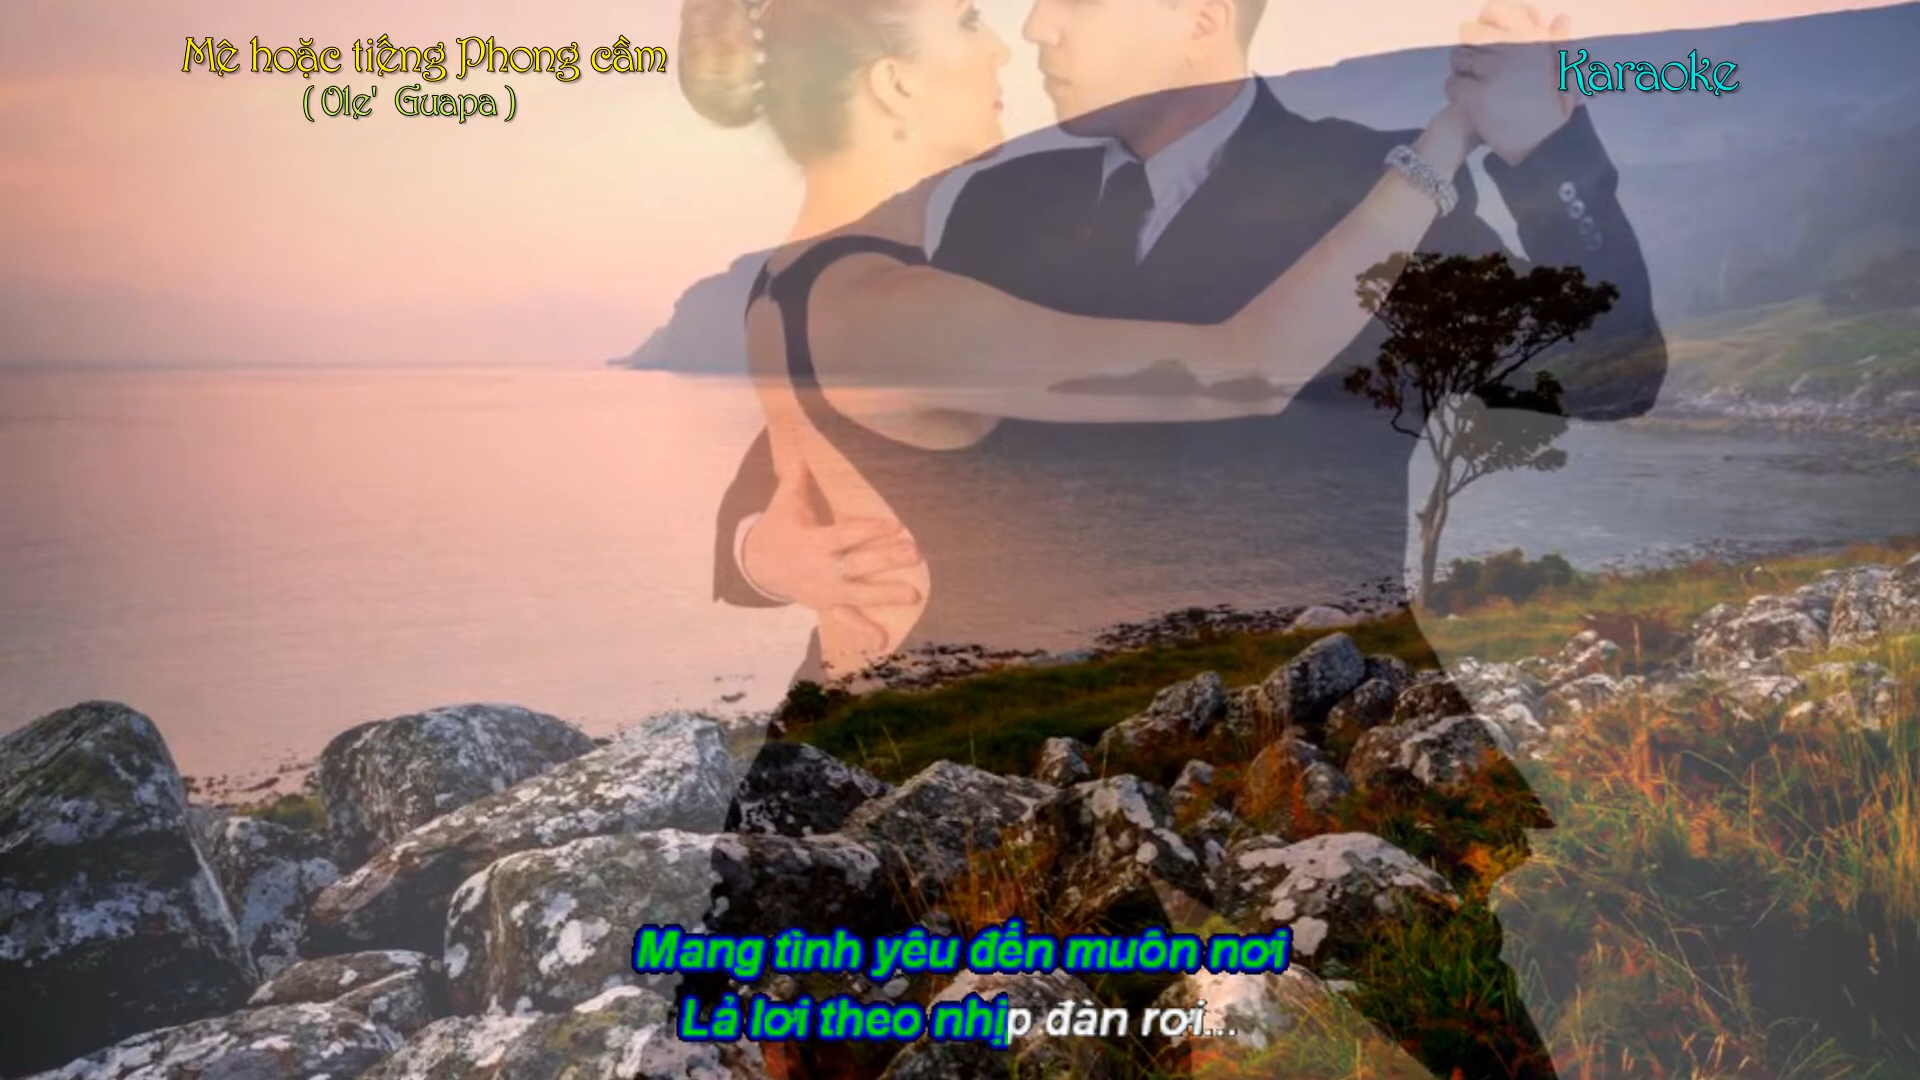 Mê hoặc tiếng Phong cầm
( Ole' Guapa )
Karaoke
Mang tình yêu đến muôn nơi
Lả lơi theo nhịp đàn rơi...